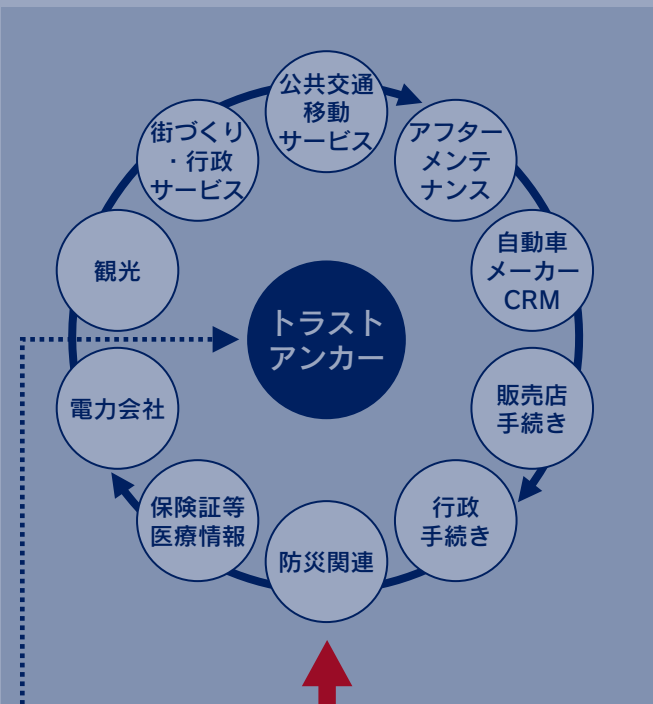 公共交通
移動
サービス
アフター
メンテ
ナンス
自動車
メーカー
CRM
販売店
手続き
行政
手続き
防災関連
保険証等
医療情報
電力会社
観光
街づくり
・行政
サービス
トラスト
アンカー